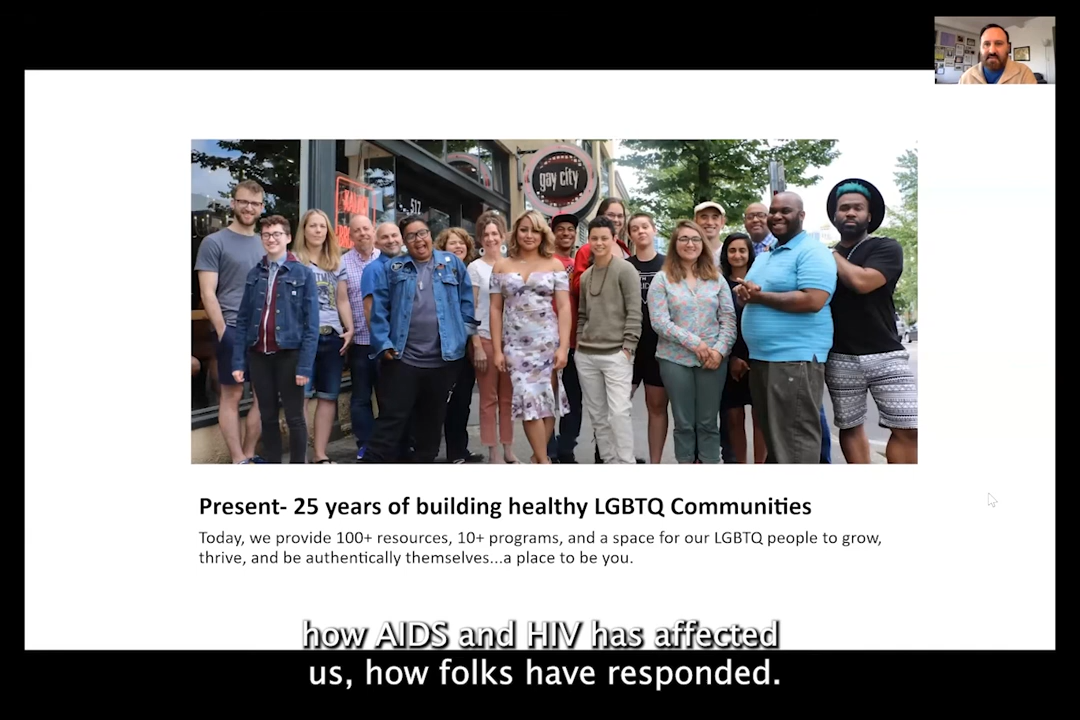 gay city
517
Present- 25 years of building healthy LGBTQ Communities
Today, we provide 100+ resources, 10+ programs, and a space for our LGBTQ people to grow,
thrive, and be authentically themselves...a place to be you.
how AIDS and HIV has affected
us, how folks have responded.